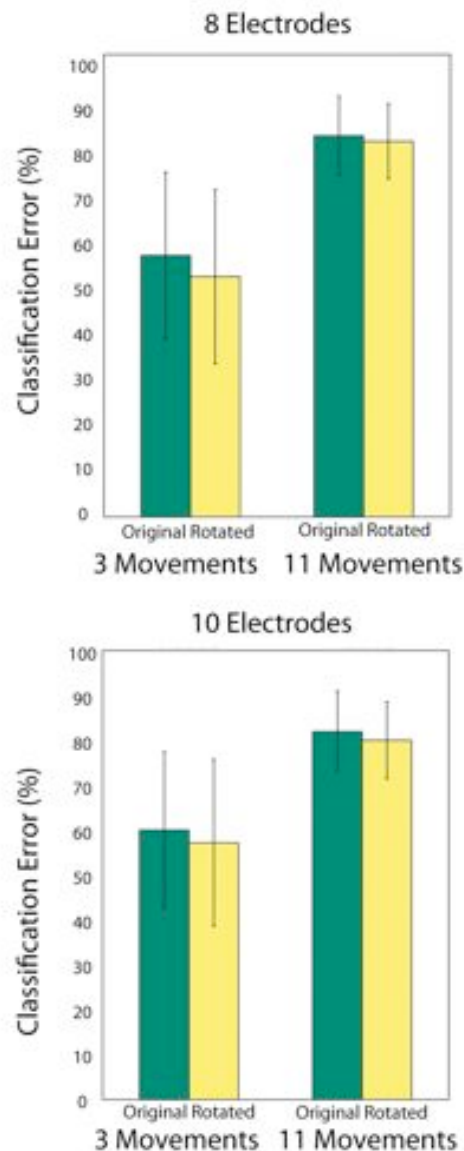 8 Electrodes
Classification Error (%)
100
90
80
70
60
50
40
30
20
10
0
Original Rotated Original Rotated
3 Movements 11 Movements
10 Electrodes
Classification Error (%)
100
90
80
70
60
50
40
30
20
10
0
Original Rotated Original Rotated
3 Movements 11 Movements